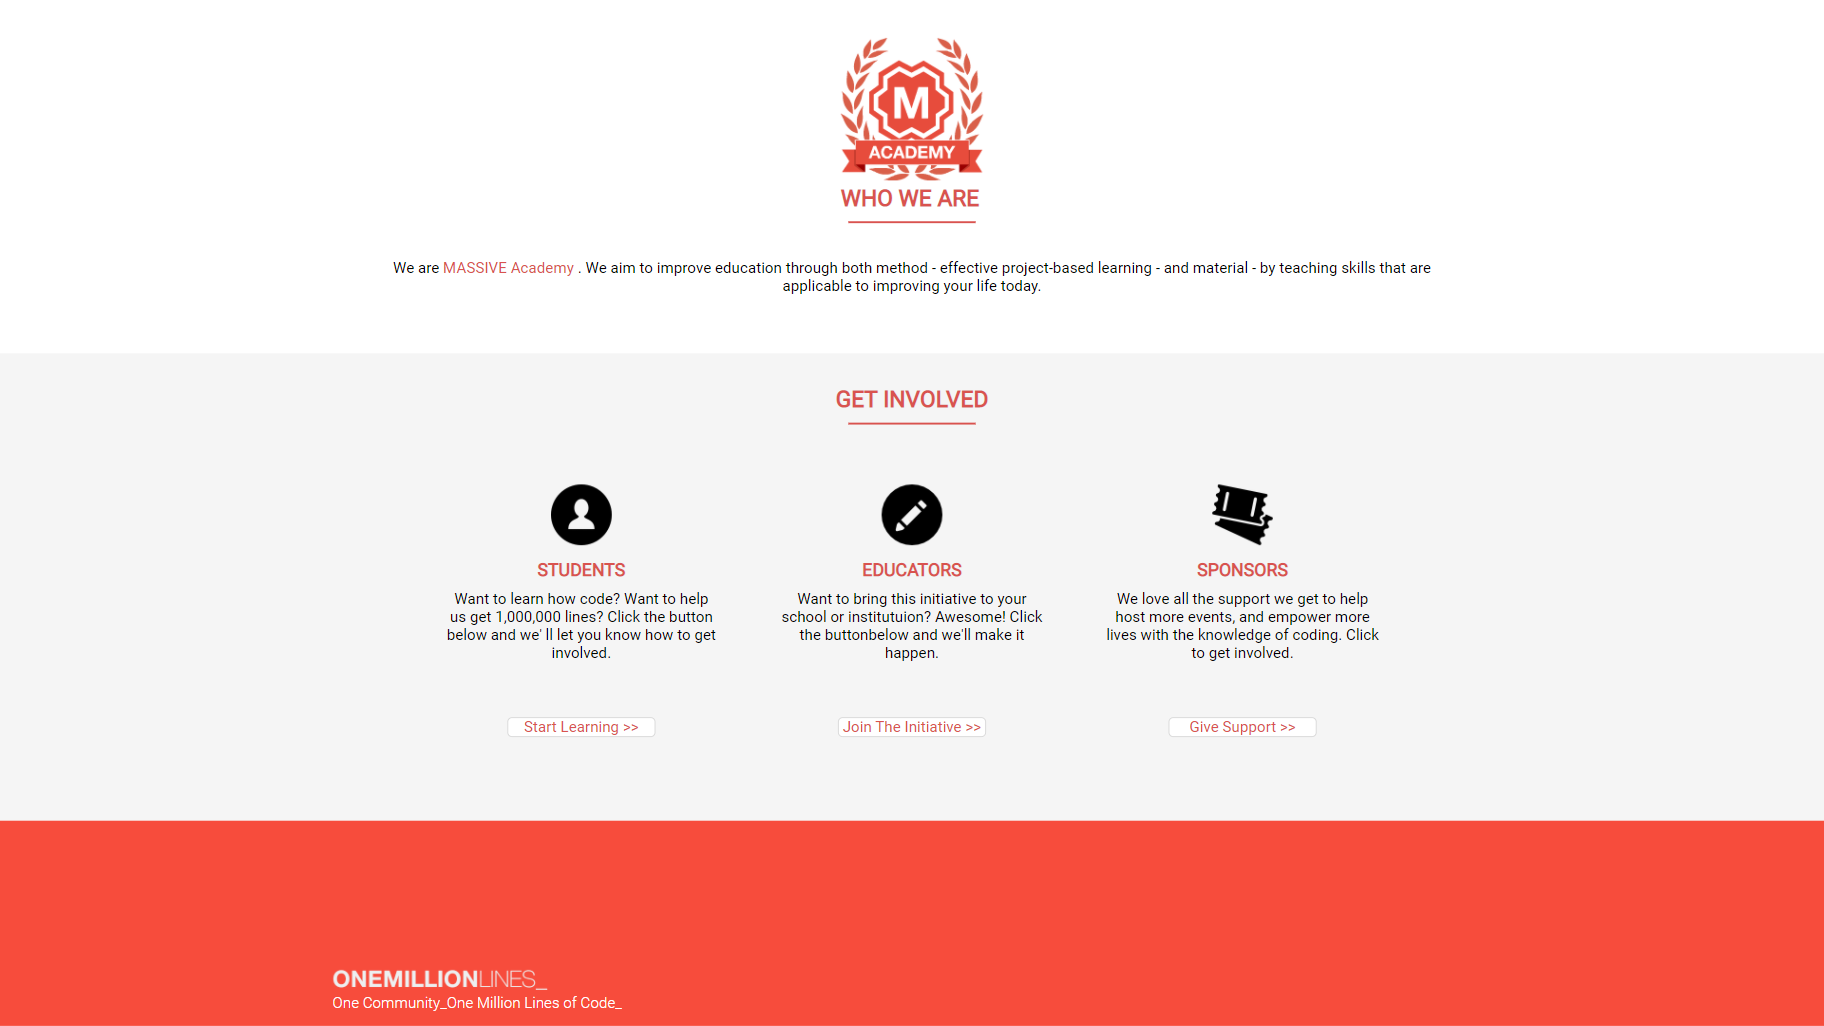 M
ACADEMY
WHO WE ARE
We are MASSIVE Academy . We aim to improve education through both method - effective project-based learning - and material - by teaching skills that are
applicable to improving your life today.
GET INVOLVED
STUDENTS
Want to learn how code? Want to help
us get 1,000,000 lines? Click the button
below and we' ll let you know how to get
involved.
Start Learning >>
EDUCATORS
Want to bring this initiative to your
school or institutuion? Awesome! Click
the buttonbelow and we'll make it
happen.
Join The Initiative >>
SPONSORS
We love all the support we get to help
host more events, and empower more
lives with the knowledge of coding. Click
to get involved.
Give Support >>
ONEMILLIONLINES_
One Community_One Million Lines of Code_